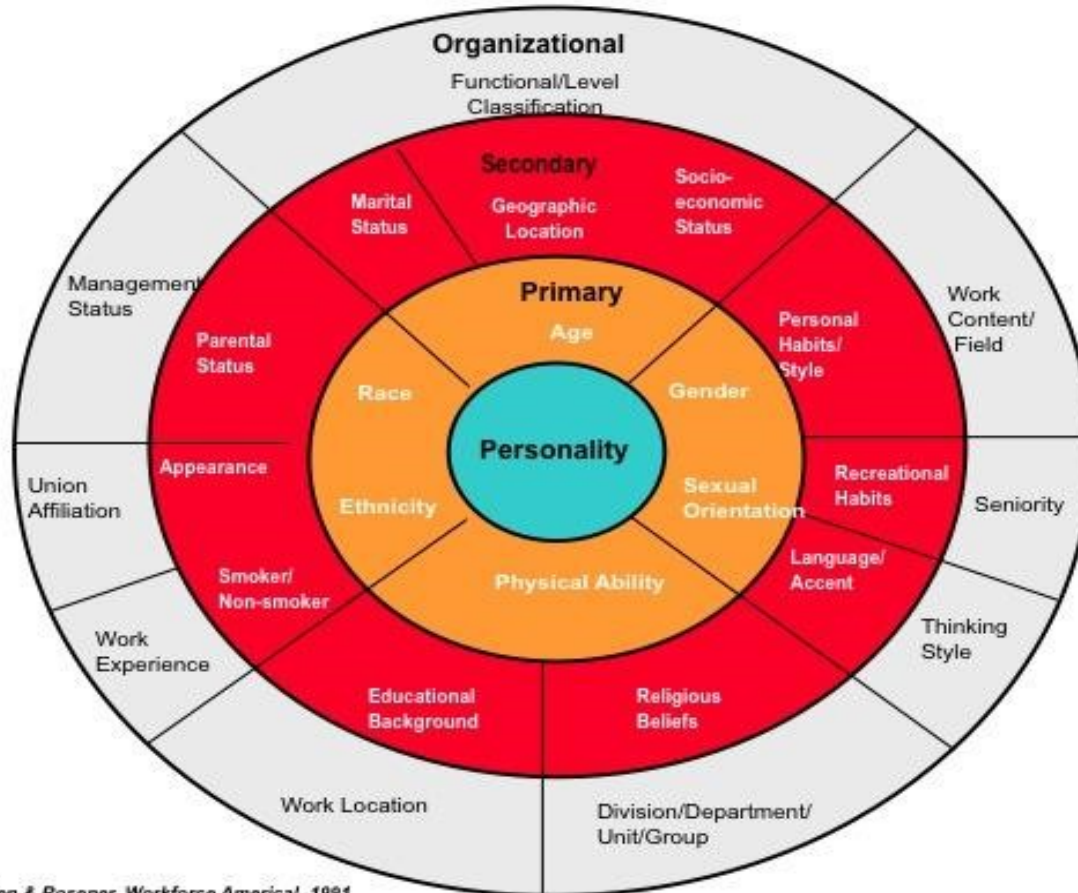 Organizational
Functional/Level
Classification
Secondary
Marital
Status
Geographic
Location
Socio-
economic
Status
Management
Status
Primary
Age
Work
Content/
Field
Parental
Status
Personal
Habits/
Style
Race
Gender
Personality
Appearance
Recreational
Habits
Union
Affiliation
Ethnicity
Sexual
Orientation
Seniority
Smoker/
Non-smoker
Physical Ability
Language/
Accent
Work
Experience
Thinking
Style
Educational
Background
Religious
Beliefs
Work Location
Division/Department/
Unit/Group
& Rosener, Workforce America!, 1991